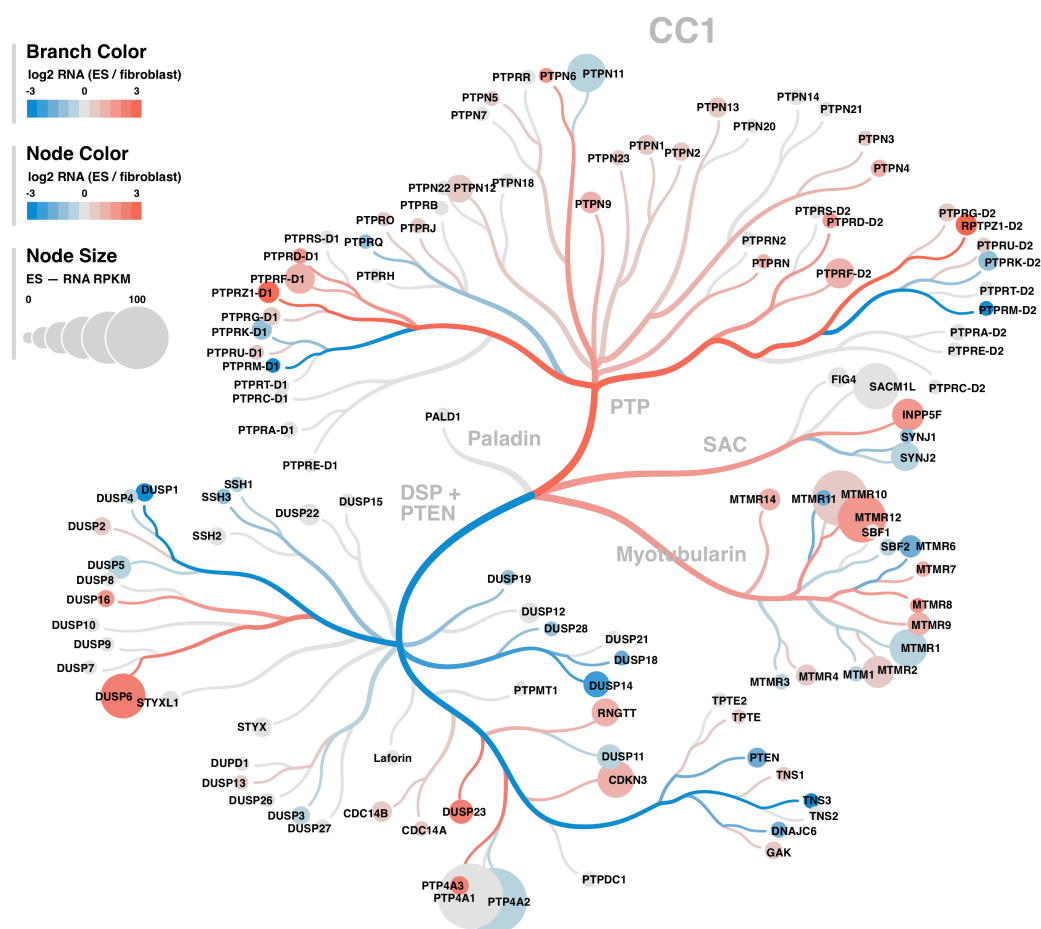 CC1
Branch Color
log2 RNA (ES / fibroblast)
-3 0 3
Node Color
log2 RNA (ES / fibroblast)
-3 0 3
Node Size
ES — RNA RPKM
0 100
PTPRR
PTPN6
PTPN11
PTPN5
PTPN7
PTPN13
PTPN14
PTPN21
PTPN20
PTPN3
PTPN4
PTPN1
PTPN2
PTPN23
PTPN9
PTPN22
PTPN12
PTPN18
PTPRB
PTPRO
PTPRJ
PTPRS-D1
PTPRQ
PTPRD-D1
PTPRH
PTPRF-D1
PTPRZ1-D1
PTPRG-D1
PTPRK-D1
PTPRU-D1
PTPRM-D1
PTPRT-D1
PTPRC-D1
PTPRA-D1
PTPRE-D1
PTPRS-D2
PTPRD-D2
PTPRN2
PTPRN
PTPRF-D2
PTPRG-D2
RPTPZ1-D2
PTPRU-D2
PTPRK-D2
PTPRT-D2
PTPRM-D2
PTPRA-D2
PTPRE-D2
PTPRC-D2
FIG4
SACM1L
INPP5F
SYNJ1
SYNJ2
PTP
SAC
PALD1
Paladin
DSP +
PTEN
Myotubularin
MTMR14
MTMR11
MTMR10
MTMR12
SBF1
SBF2
MTMR6
MTMR7
MTMR8
MTMR9
MTMR1
MTMR2
MTM1
MTMR4
MTMR3
DUSP4
DUSP1
SSH1
SSH3
DUSP15
DUSP22
DUSP2
SSH2
DUSP5
DUSP8
DUSP16
DUSP10
DUSP9
DUSP7
DUSP6
STYXL1
DUSP19
DUSP12
DUSP28
DUSP21
DUSP18
DUSP14
PTPMT1
RNGTT
STYX
Laforin
DUPD1
DUSP13
DUSP26
DUSP3
DUSP27
CDC14B
CDC14A
DUSP23
DUSP11
CDKN3
PTP4A3
PTP4A1
PTP4A2
PTPDC1
TPTE2
TPTE
PTEN
TNS1
TNS3
TNS2
DNAJC6
GAK